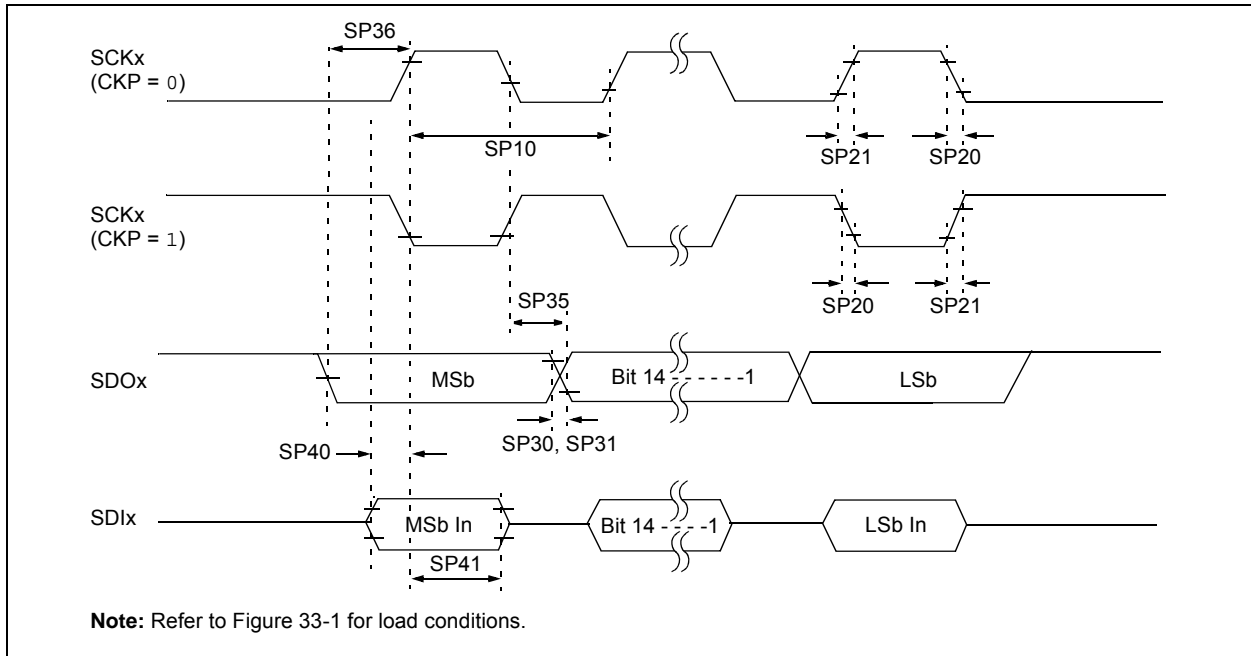 SP36
SCKx
(CKP = 0)
SP10
SP21
SP20
SCKx
(CKP = 1)
SP35
SP20
SP21
SDOx
MSb
Bit 14 - - - - - -1
LSb
SP30, SP31
SP40
SDIx
MSb In
Bit 14 - - - -1
LSb In
SP41
Note: Refer to Figure 33-1 for load conditions.